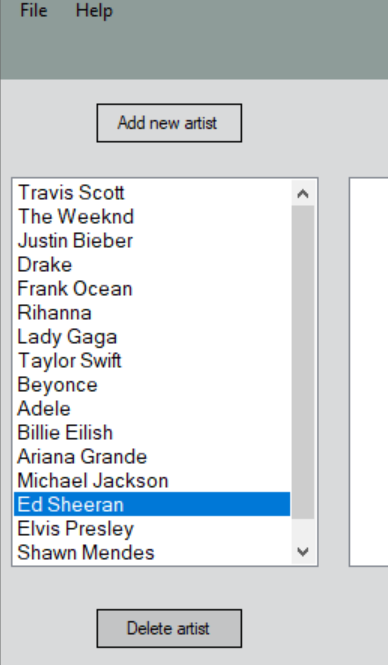 File Help
Add new artist
Travis Scott
The Weeknd
Justin Bieber
Drake
Frank Ocean
Rihanna
Lady Gaga
Taylor Swift
Beyonce
Adele
Billie Eilish
Ariana Grande
Michael Jackson
Ed Sheeran
Elvis Presley
Shawn Mendes
Delete artist